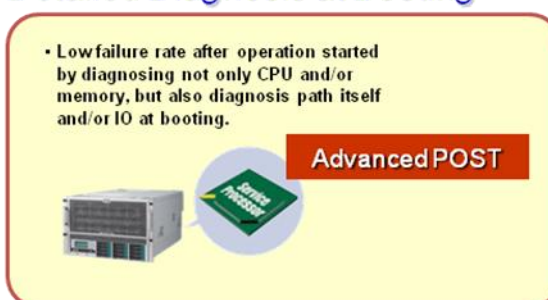 • Low failure rate after operation started
by diagnosing not only CPU and/or
memory, but also diagnosis path itself
and/or IO at booting.
Advanced POST
Service
Processor